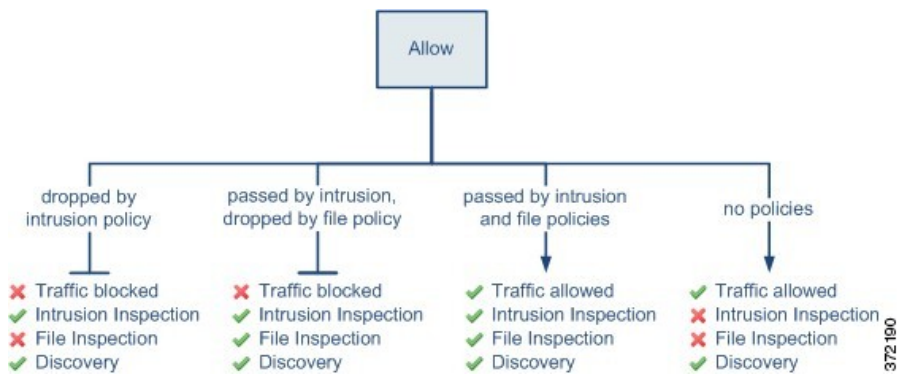 Allow
dropped by
intrusion policy
passed by intrusion,
dropped by file policy
passed by intrusion
and file policies
no policies
Traffic blocked
Intrusion Inspection
File Inspection
Discovery
Traffic blocked
Intrusion Inspection
File Inspection
Discovery
Traffic allowed
Intrusion Inspection
File Inspection
Discovery
Traffic allowed
Intrusion Inspection
File Inspection
Discovery
372190